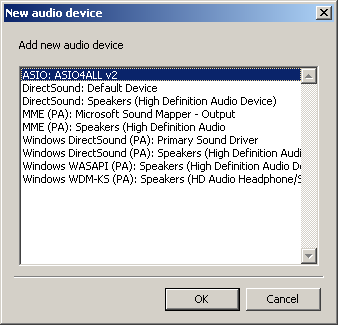 New audio device
Add new audio device
ASIO: ASIO4ALL v2
DirectSound: Default Device
DirectSound: Speakers (High Definition Audio Device)
MME (PA): Microsoft Sound Mapper - Output
MME (PA): Speakers (High Definition Audio
Windows DirectSound (PA): Primary Sound Driver
Windows DirectSound (PA): Speakers (High Definition Audi
Windows WASAPI (PA): Speakers (High Definition Audio De
Windows WDM-KS (PA): Speakers (HD Audio Headphone/S
OK
Cancel